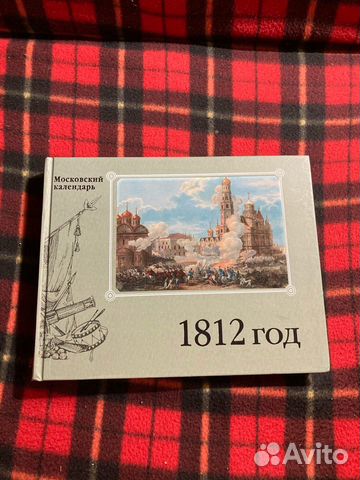 Московский
календарь
1812 год
Avito